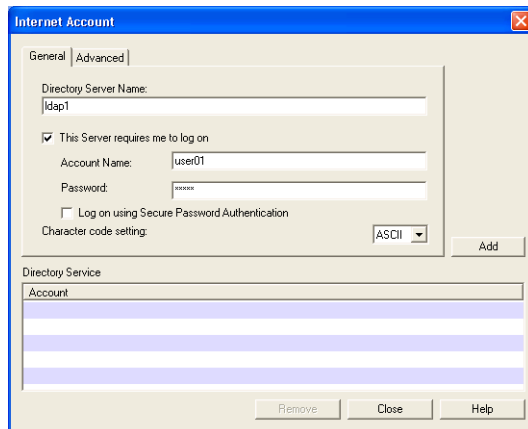 Internet Account
General Advanced
Directory Server Name:
ldap1
This Server requires me to log on
Account Name: user01
Password: xxxxx
Log on using Secure Password Authentication
Character code setting: ASCII
Add
Directory Service
Account
Remove Close Help